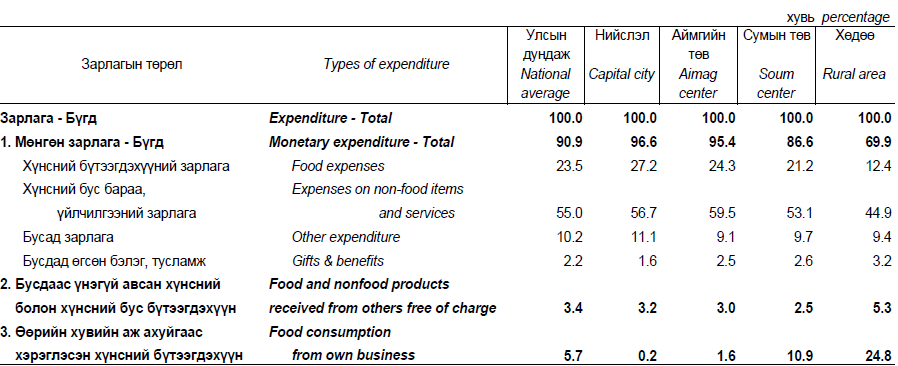 хувь percentage
Зарлагын төрөл Types of expenditure Улсын дундаж National average Нийслэл Capital city Аймгийн төв Aimag center Сумын төв Soum center Хөдөө Rural area
Зарлага - Бүгд Expenditure - Total 100.0 100.0 100.0 100.0 100.0
1. Мөнгөн зарлага - Бүгд Monetary expenditure - Total 90.9 96.6 95.4 86.6 69.9
Хүнсний бүтээгдэхүүний зарлага Food expenses 23.5 27.2 24.3 21.2 12.4
Хүнсний бус бараа, Expenses on non-food items
үйлчилгээний зарлага and services 55.0 56.7 59.5 53.1 44.9
Бусад зарлага Other expenditure 10.2 11.1 9.1 9.7 9.4
Бусдад өгсөн бэлэг, тусламж Gifts & benefits 2.2 1.6 2.5 2.6 3.2
2. Бусдаас үнэгүй авсан хүнсний Food and nonfood products
болон хүнсний бус бүтээгдэхүүн received from others free of charge 3.4 3.2 3.0 2.5 5.3
3. Өөрийн хувийн аж ахуйгаас Food consumption
хэрэглэсэн хүнсний бүтээгдэхүүн from own business 5.7 0.2 1.6 10.9 24.8